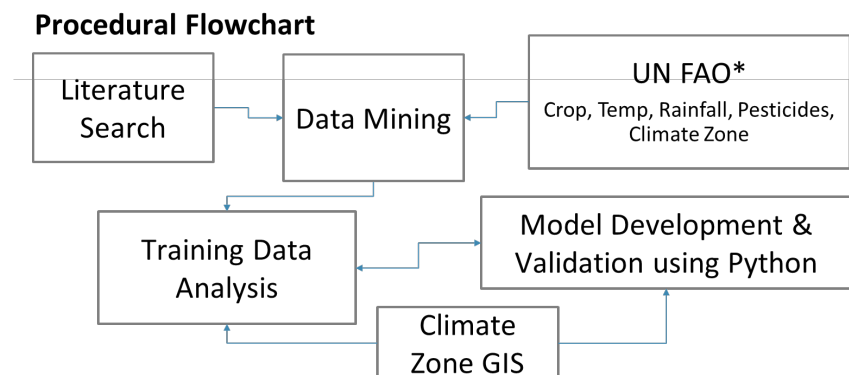 Procedural Flowchart
Literature
Search
Data Mining
UN FAO*
Crop, Temp, Rainfall, Pesticides,
Climate Zone
Training Data
Analysis
Model Development &
Validation using Python
Climate
Zone GIS